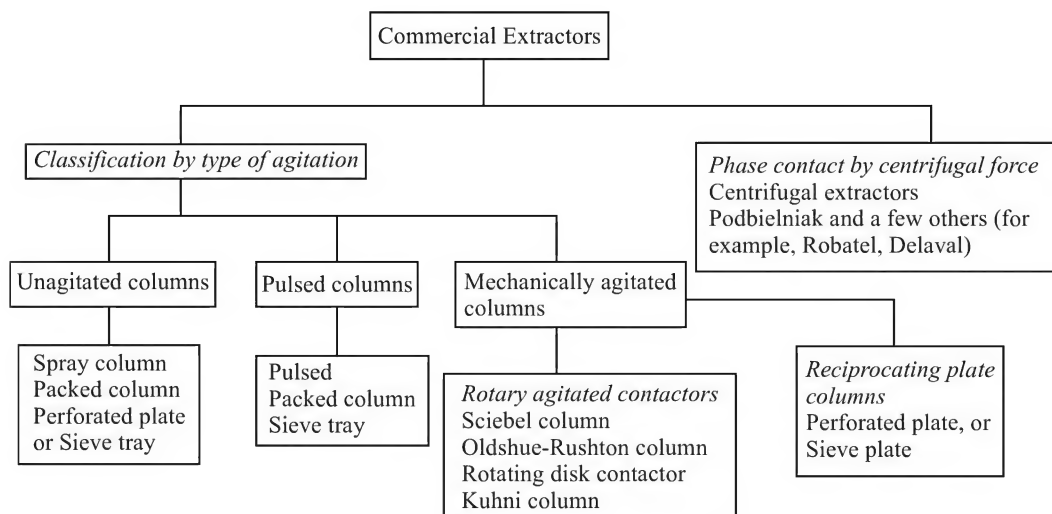 Commercial Extractors
Classification by type of agitation
Phase contact by centrifugal force
Centrifugal extractors
Podbielniak and a few others (for
example, Robatel, Delaval)
Unagitated columns
Pulsed columns
Mechanically agitated
columns
Spray column
Packed column
Perforated plate
or Sieve tray
Pulsed
Packed column
Sieve tray
Rotary agitated contactors
Sciebel column
Oldshue-Rushton column
Rotating disk contactor
Kuhni column
Reciprocating plate
columns
Perforated plate, or
Sieve plate